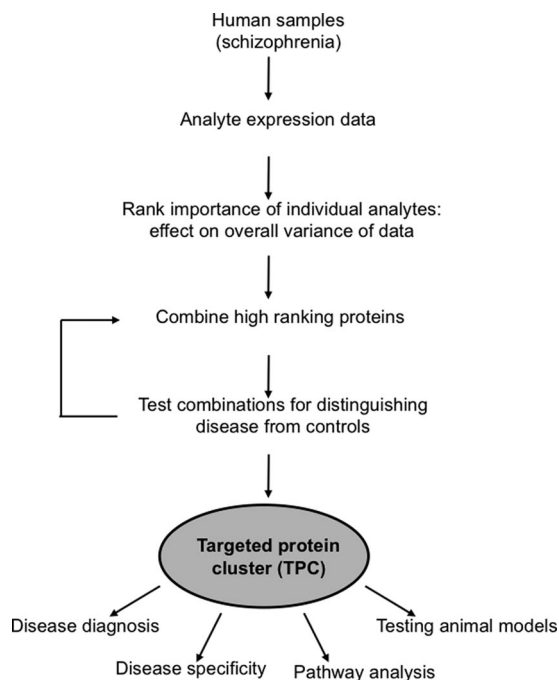 Human samples
(schizophrenia)
Analyte expression data
Rank importance of individual analytes:
effect on overall variance of data
Combine high ranking proteins
Test combinations for distinguishing
disease from controls
Targeted protein
cluster (TPC)
Disease diagnosis
Testing animal models
Disease specificity
Pathway analysis